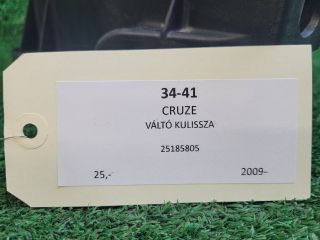 34-41
CRUZE
VÁLTÓ KULISSZA
25185805
25,- 2009-